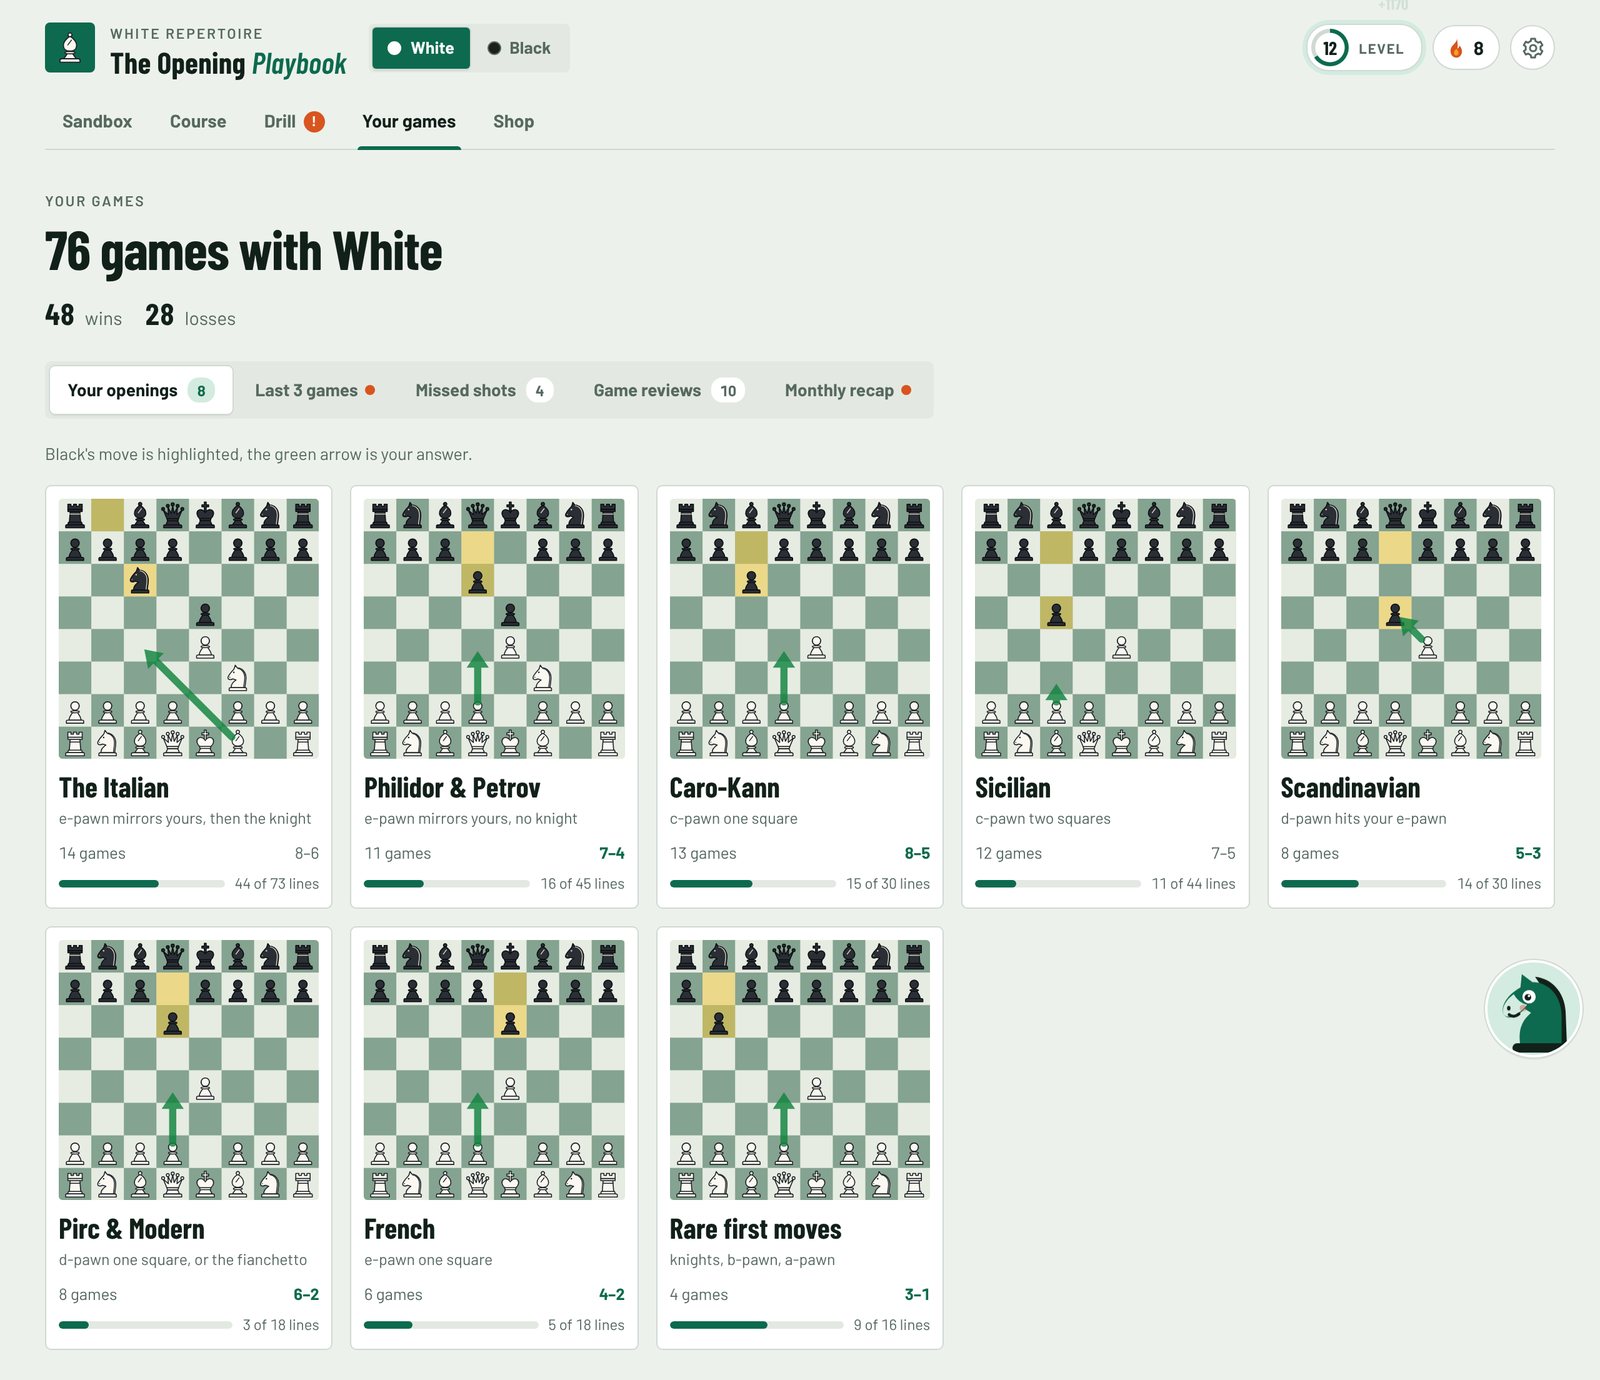 +1170
WHITE REPERTOIRE
The Opening Playbook
White
Black
12 LEVEL
8
Sandbox
Course
Drill !
Your games
Shop
YOUR GAMES
76 games with White
48 wins 28 losses
Your openings 8
Last 3 games
Missed shots 4
Game reviews 10
Monthly recap
Black's move is highlighted, the green arrow is your answer.
The Italian
e-pawn mirrors yours, then the knight
14 games 8–6
44 of 73 lines
Philidor & Petrov
e-pawn mirrors yours, no knight
11 games 7–4
16 of 45 lines
Caro-Kann
c-pawn one square
13 games 8–5
15 of 30 lines
Sicilian
c-pawn two squares
12 games 7–5
11 of 44 lines
Scandinavian
d-pawn hits your e-pawn
8 games 5–3
14 of 30 lines
Pirc & Modern
d-pawn one square, or the fianchetto
8 games 6–2
3 of 18 lines
French
e-pawn one square
6 games 4–2
5 of 18 lines
Rare first moves
knights, b-pawn, a-pawn
4 games 3–1
9 of 16 lines